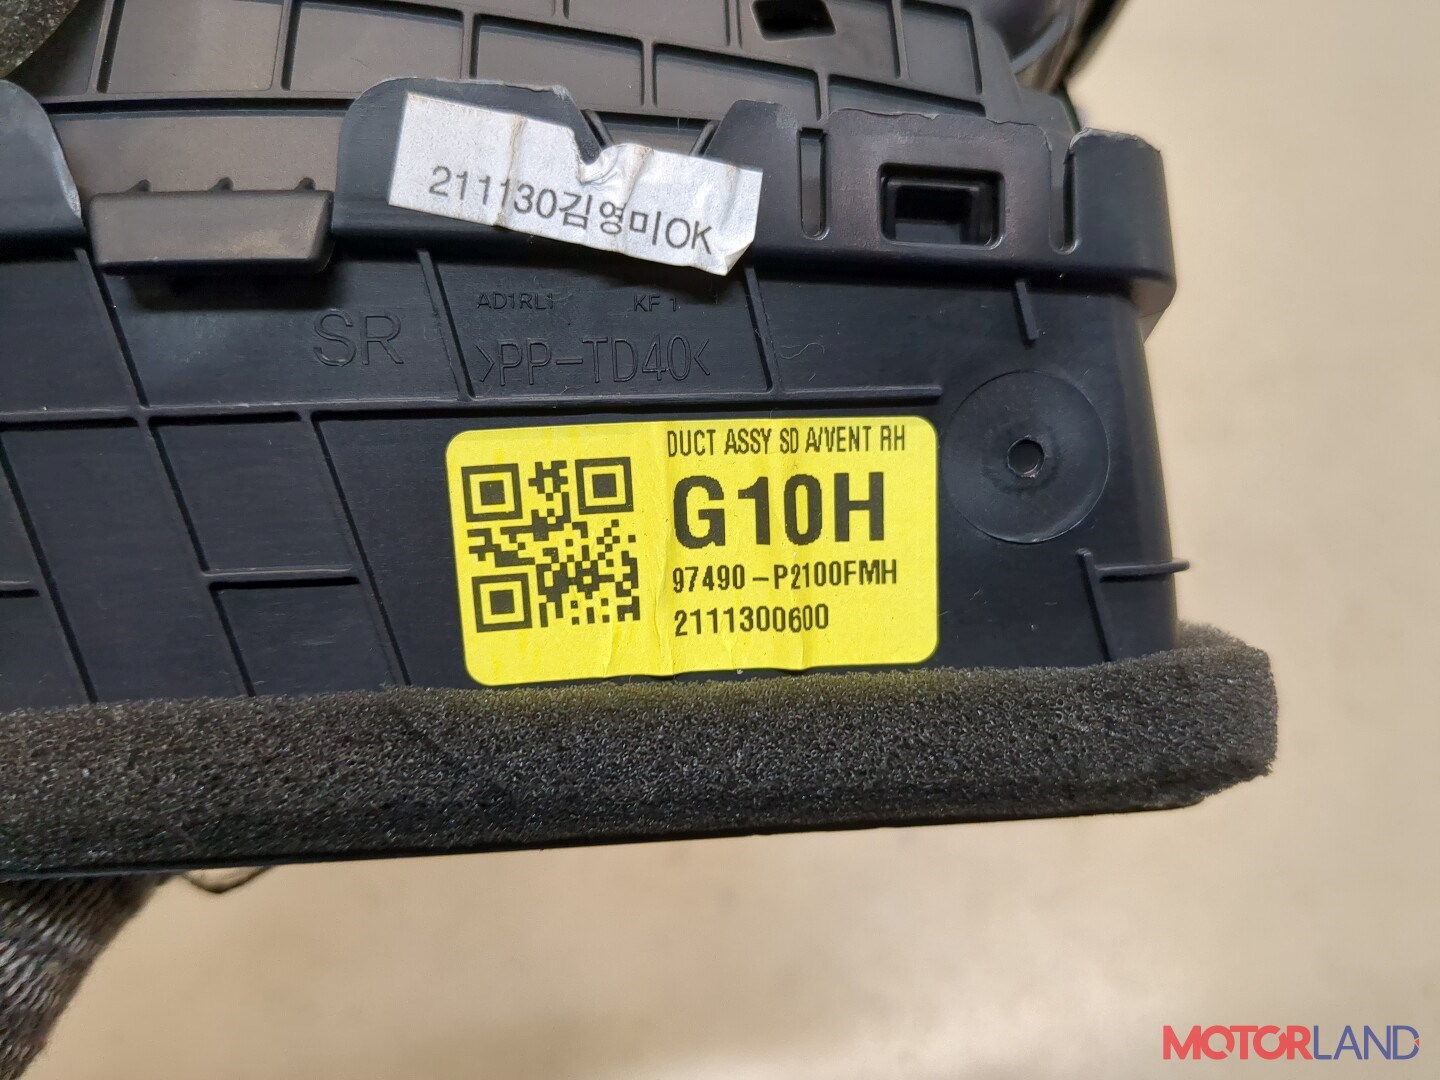 211130김영미OK
AD1RL1 KF 1
SR
>PP-TD40<
DUCT ASSY SD A/VENT RH
G10H
97490-P2100FMH
2111300600
MOTORLAND